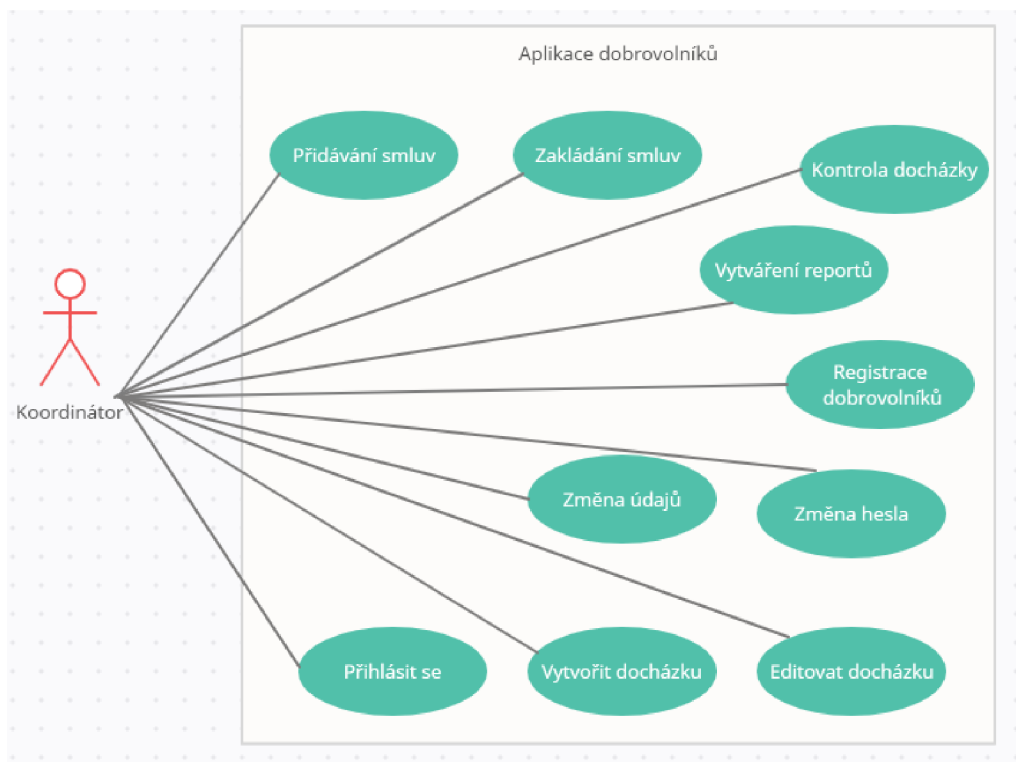 Aplikace dobrovolníků
Přidávání smluv
Zakládání smluv
Kontrola docházky
Vytváření reportů
Registrace
dobrovolníků
Koordinátor
Změna údajů
Změna hesla
Přihlásit se
Vytvořit docházku
Editovat docházku